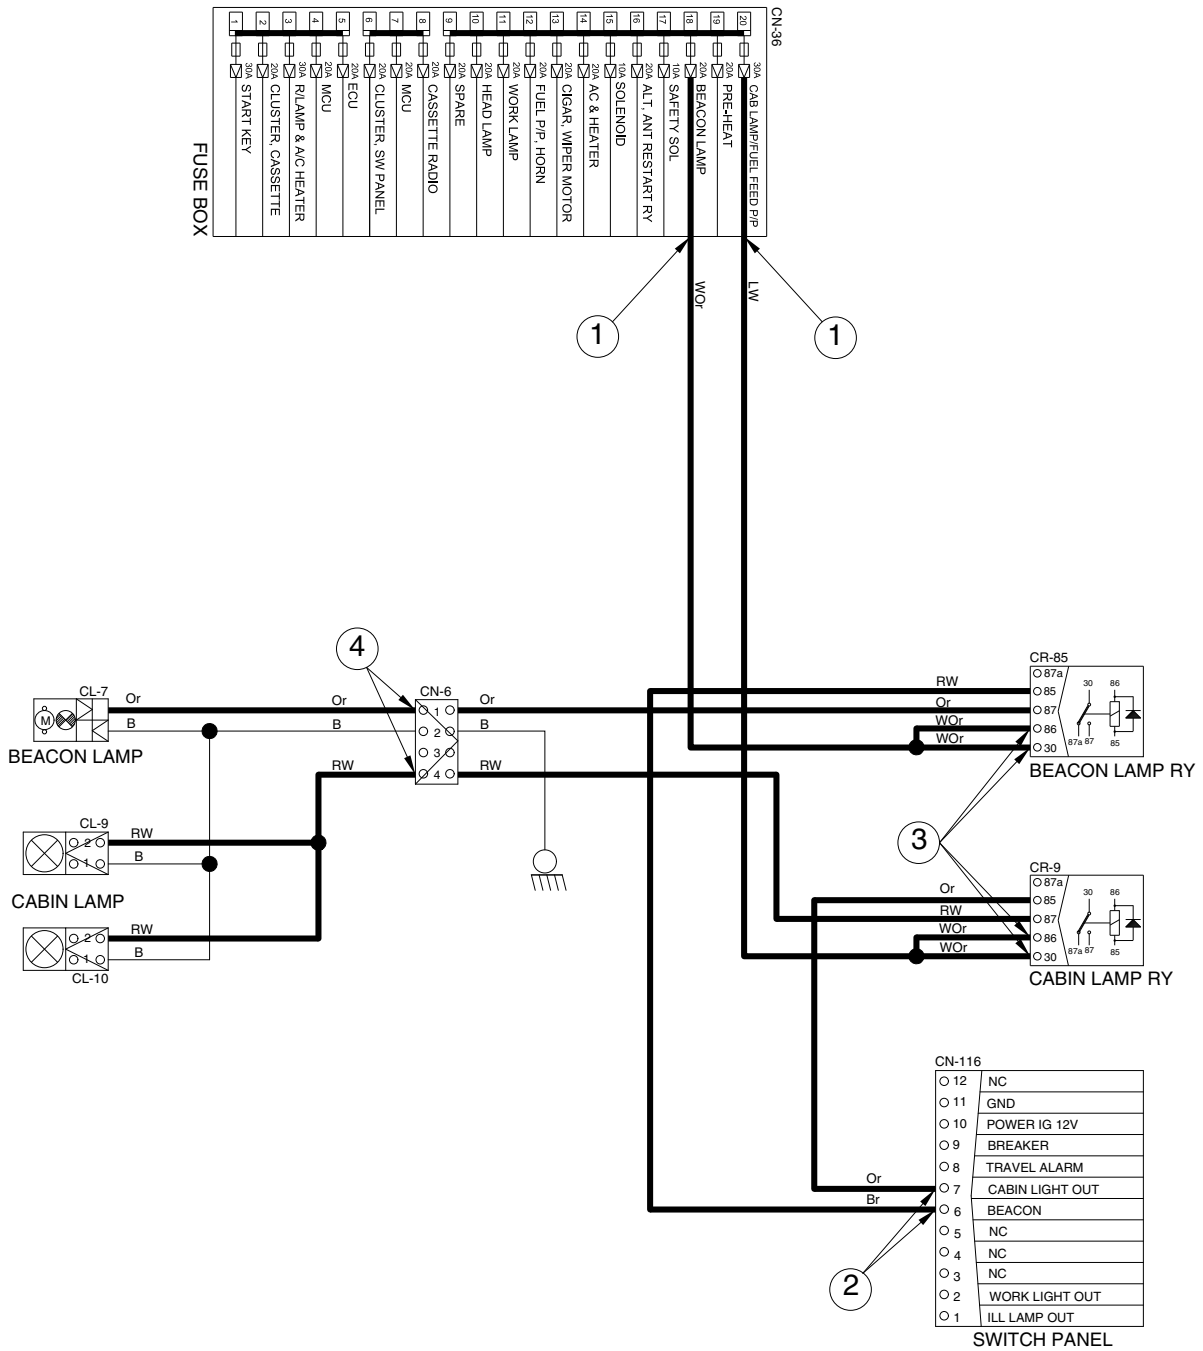 CN-36
1 30A START KEY
2 20A CLUSTER, CASSETTE
3 30A R/LAMP & A/C HEATER
4 20A MCU
5 20A ECU
6 20A CLUSTER, SW PANEL
7 20A MCU
8 20A CASSETTE RADIO
9 20A SPARE
10 20A HEAD LAMP
11 20A WORK LAMP
12 20A FUEL P/P, HORN
13 20A CIGAR, WIPER MOTOR
14 20A AC & HEATER
15 10A SOLENOID
16 20A ALT, ANT RESTART RY
17 10A SAFETY SOL
18 20A BEACON LAMP
19 20A PRE-HEAT
20 30A CAB LAMP/FUEL FEED P/P
FUSE BOX
WOr
LW
1
1
4
CL-7
M
Or
B
BEACON LAMP
Or
B
RW
CN-6
1
2
3
4
Or
B
RW
CL-9
2
1
RW
B
CABIN LAMP
2
1
RW
B
CL-10
CR-85
87a
85
87
86
30
30 86
87a 87 85
RW
Or
WOr
WOr
BEACON LAMP RY
3
CR-9
87a
85
87
86
30
30 86
87a 87 85
Or
RW
WOr
WOr
CABIN LAMP RY
CN-116
12 NC
11 GND
10 POWER IG 12V
9 BREAKER
8 TRAVEL ALARM
Or
7 CABIN LIGHT OUT
Br
6 BEACON
5 NC
4 NC
3 NC
2 WORK LIGHT OUT
1 ILL LAMP OUT
2
SWITCH PANEL